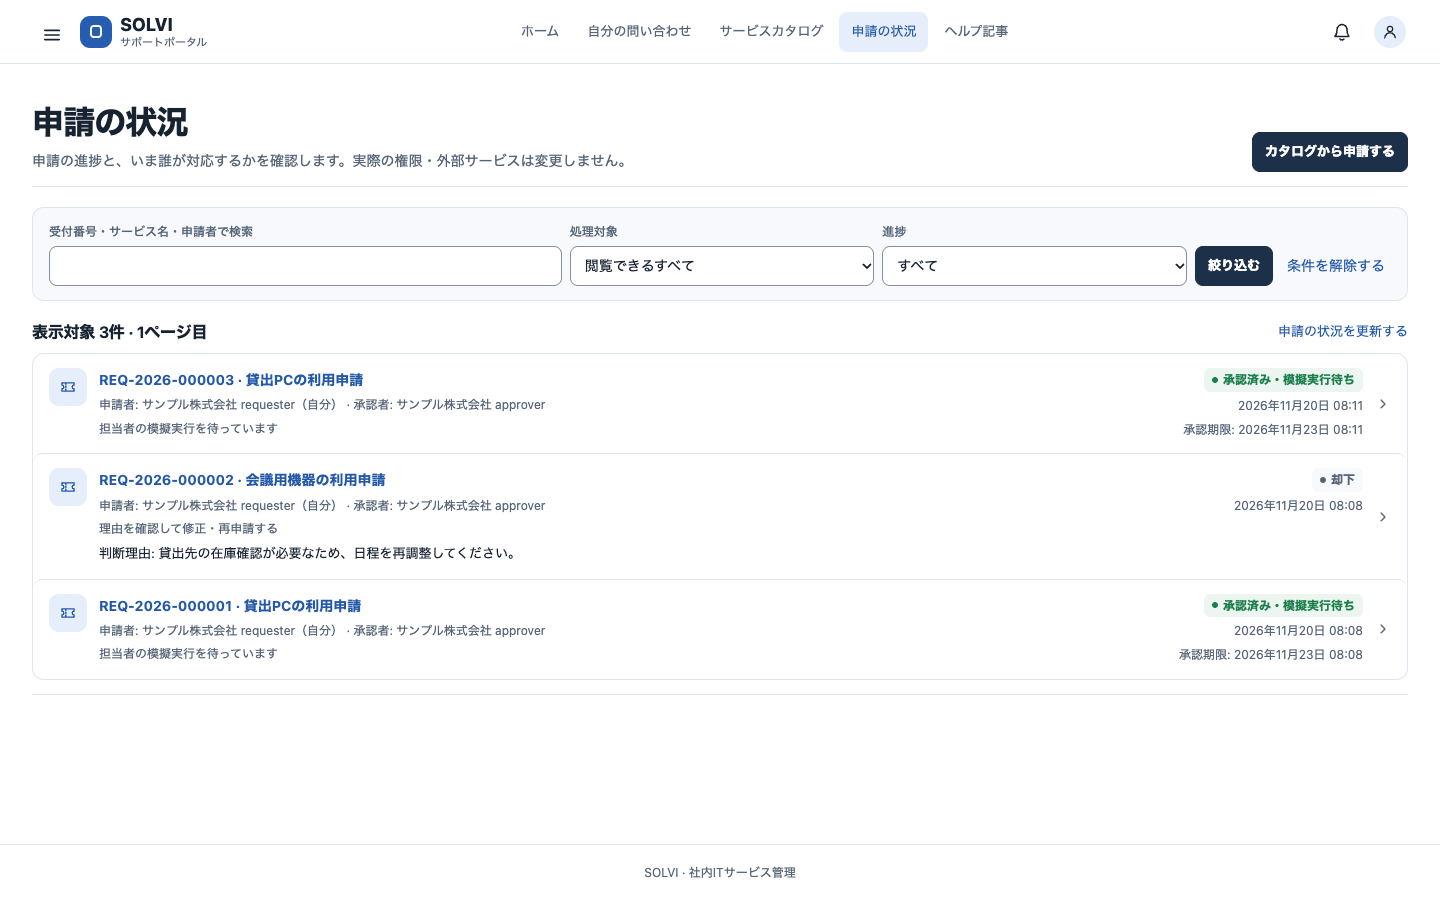 SOLVI
サポートポータル
ホーム
自分の問い合わせ
サービスカタログ
申請の状況
ヘルプ記事
申請の状況
申請の進捗と、いま誰が対応するかを確認します。実際の権限・外部サービスは変更しません。
カタログから申請する
受付番号・サービス名・申請者で検索
処理対象
進捗
閲覧できるすべて
すべて
絞り込む
条件を解除する
表示対象 3件 · 1ページ目
申請の状況を更新する
REQ-2026-000003 · 貸出PCの利用申請
申請者: サンプル株式会社 requester（自分） · 承認者: サンプル株式会社 approver
担当者の模擬実行を待っています
承認済み・模擬実行待ち
2026年11月20日 08:11
承認期限: 2026年11月23日 08:11
REQ-2026-000002 · 会議用機器の利用申請
申請者: サンプル株式会社 requester（自分） · 承認者: サンプル株式会社 approver
理由を確認して修正・再申請する
判断理由: 貸出先の在庫確認が必要なため、日程を再調整してください。
却下
2026年11月20日 08:08
REQ-2026-000001 · 貸出PCの利用申請
申請者: サンプル株式会社 requester（自分） · 承認者: サンプル株式会社 approver
担当者の模擬実行を待っています
承認済み・模擬実行待ち
2026年11月20日 08:08
承認期限: 2026年11月23日 08:08
SOLVI · 社内ITサービス管理